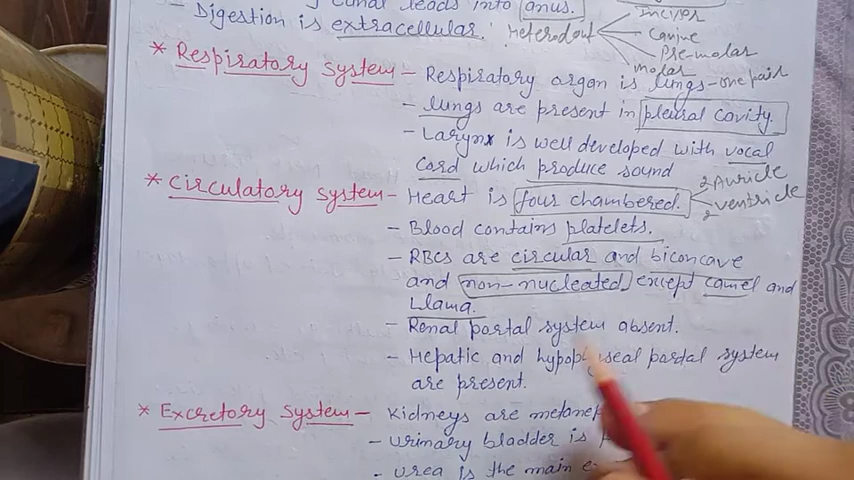 canal leads into anus.
- Digestion is extracellular. Heterodont
Incisor
Canine
Pre-molar
molar
* Respiratory system - Respiratory organ is lungs - one pair
- lungs are present in pleural cavity.
- Larynx is well developed with vocal
cord which produce sound
* Circulatory system - Heart is four chambered. 2 Auricle
2 ventricle
- Blood contains platelets.
- RBCs are circular and biconcave
and non-nucleated except camel and
Llama.
- Renal portal system absent.
- Hepatic and hypophyseal portal system
are present.
* Excretory system - Kidneys are
- Urinary bladder is
- Urea is the main